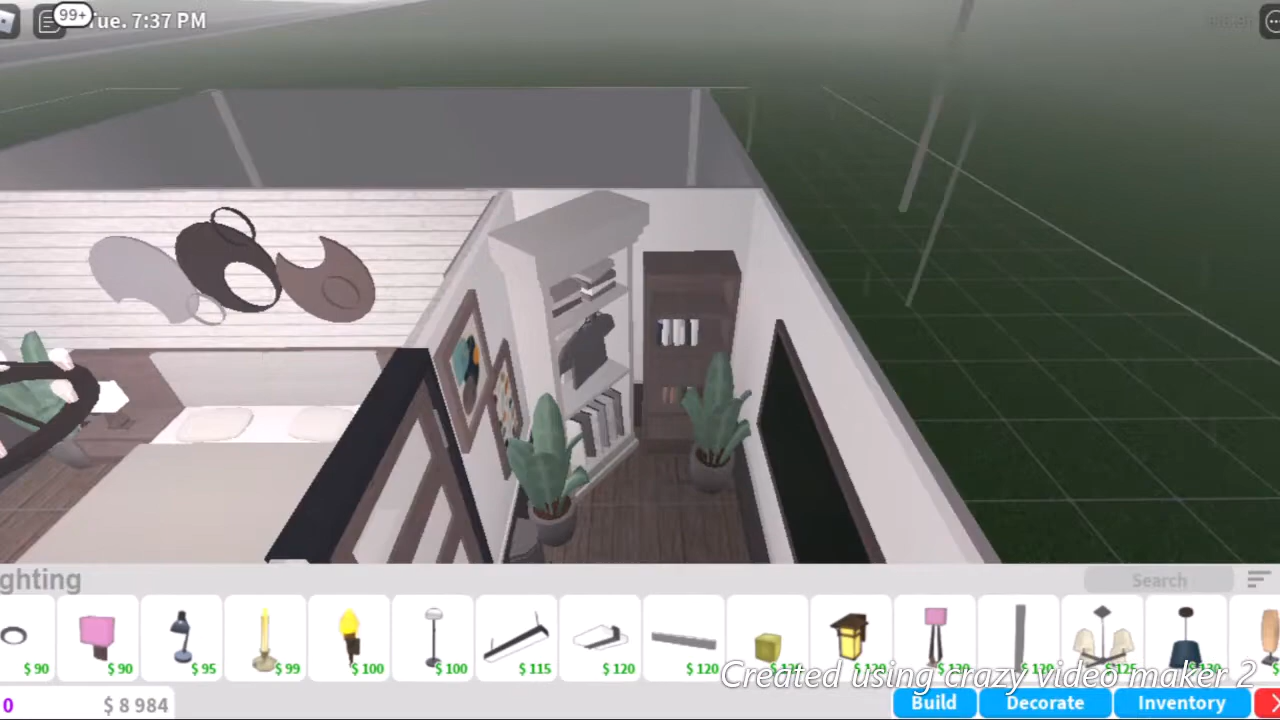 99+
Tue. 7:37 PM
ghting
Search
$ 90
$ 90
$ 95
$ 99
$ 100
$ 100
$ 115
$ 120
$ 120
$ 125
Created using crazy video maker 2
0
$ 8 984
Build
Decorate
Inventory